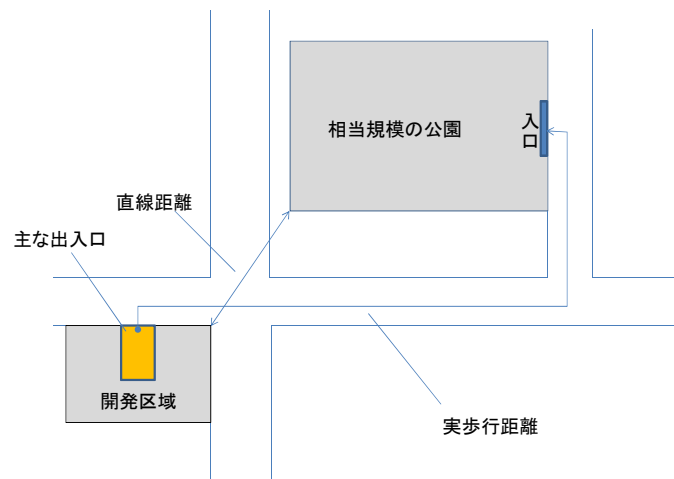 相当規模の公園
入口
直線距離
主な出入口
開発区域
実歩行距離